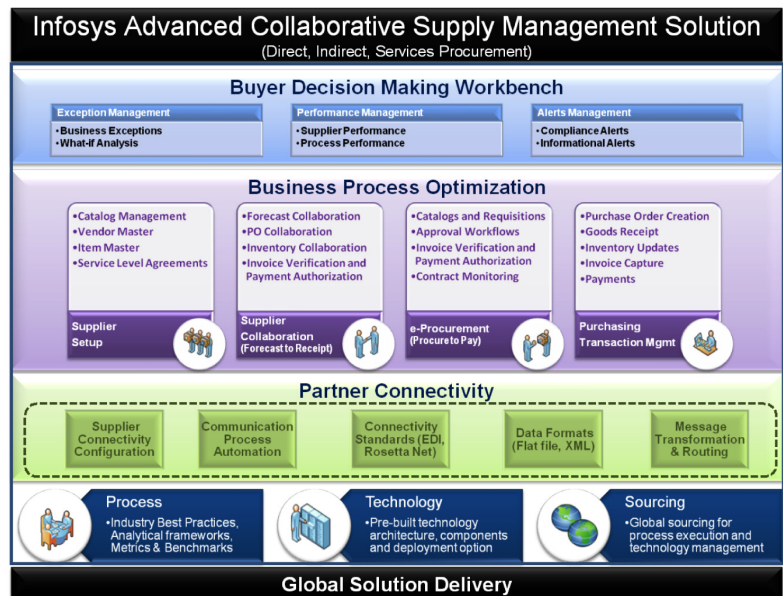 Infosys Advanced Collaborative Supply Management Solution
(Direct, Indirect, Services Procurement)
Buyer Decision Making Workbench
Exception Management
•Business Exceptions
•What-if Analysis
Performance Management
•Supplier Performance
•Process Performance
Alerts Management
•Compliance Alerts
•Informational Alerts
Business Process Optimization
•Catalog Management
•Vendor Master
•Item Master
•Service Level Agreements
Supplier
Setup
•Forecast Collaboration
•PO Collaboration
•Inventory Collaboration
•Invoice Verification and
Payment Authorization
Supplier
Collaboration
(Forecast to Receipt)
•Catalogs and Requisitions
•Approval Workflows
•Invoice Verification and
Payment Authorization
•Contract Monitoring
e-Procurement
(Procure to Pay)
•Purchase Order Creation
•Goods Receipt
•Inventory Updates
•Invoice Capture
•Payments
Purchasing
Transaction Mgmt
Partner Connectivity
Supplier
Connectivity
Configuration
Communication
Process
Automation
Connectivity
Standards (EDI,
Rosetta Net)
Data Formats
(Flat file, XML)
Message
Transformation
& Routing
Process
•Industry Best Practices,
Analytical frameworks,
Metrics & Benchmarks
Technology
•Pre-built technology
architecture, components
and deployment option
Sourcing
•Global sourcing for
process execution and
technology management
Global Solution Delivery